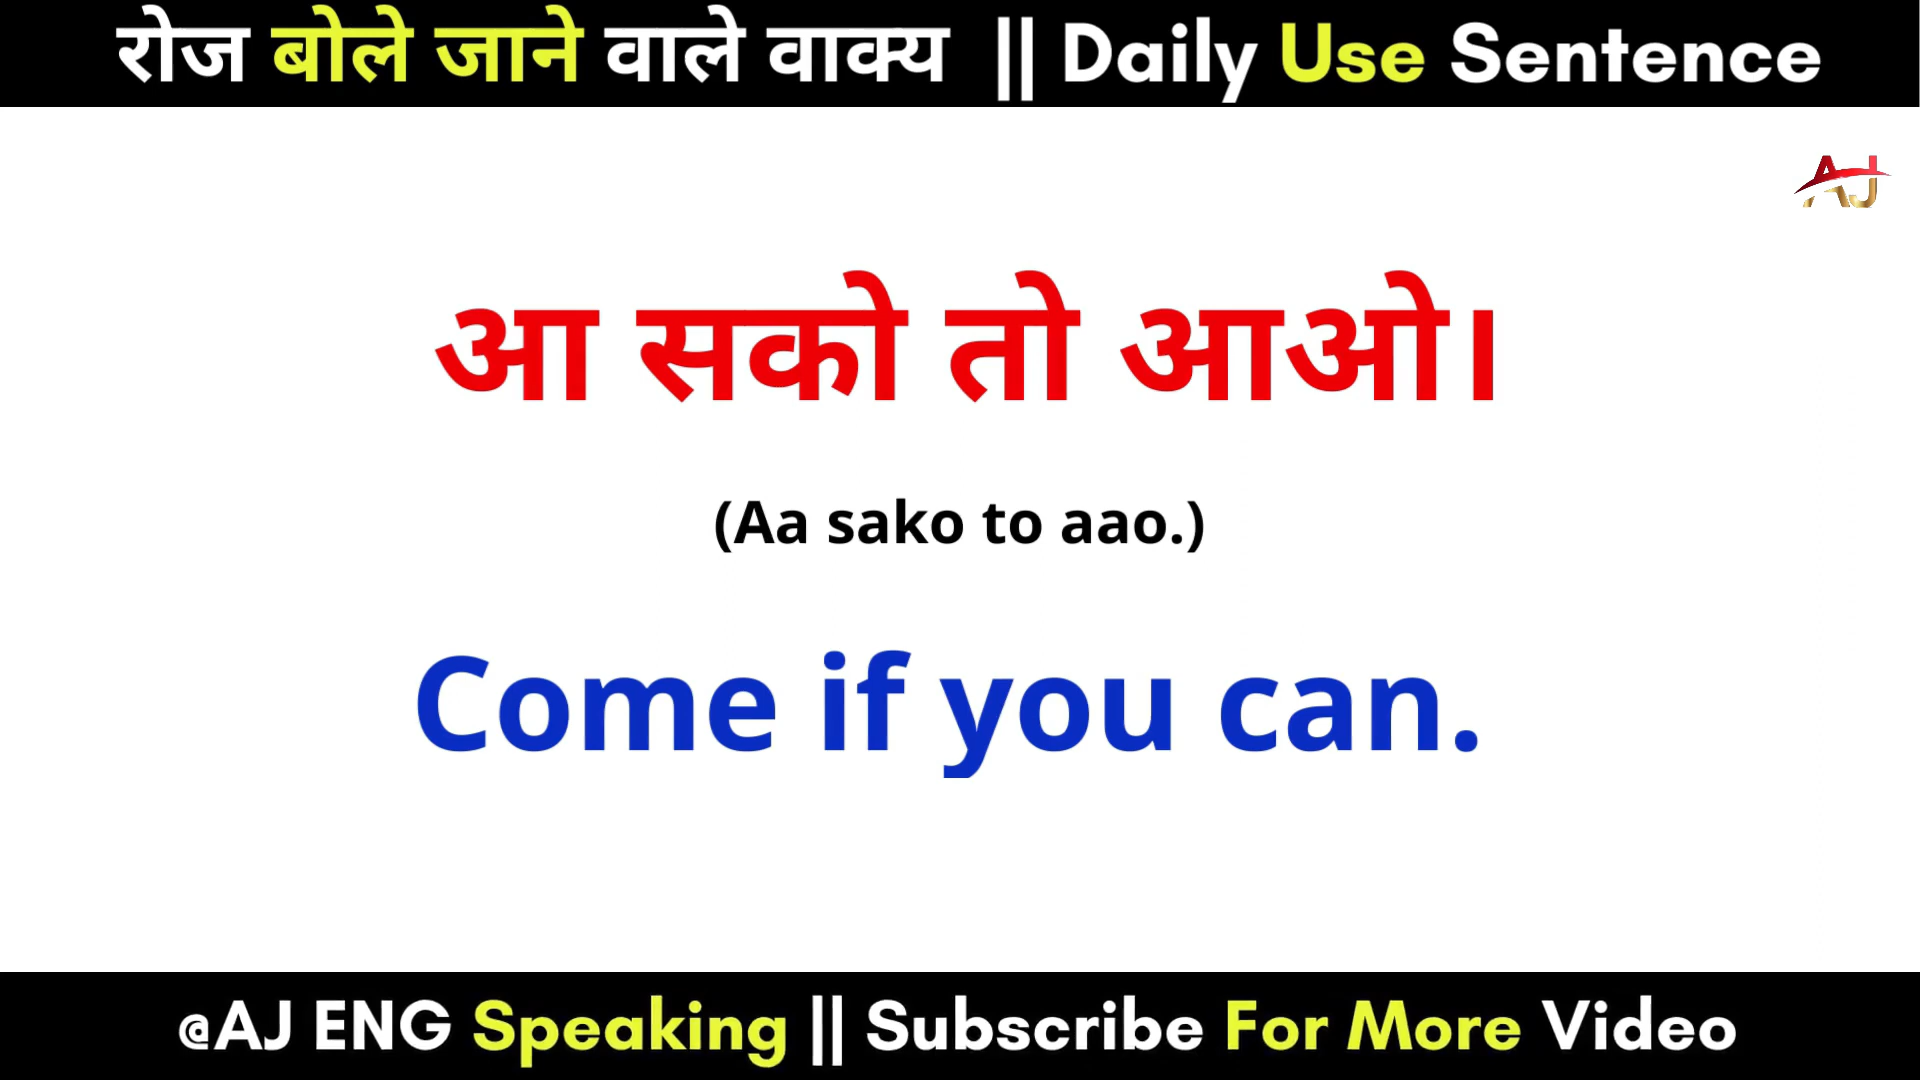 रोज बोले जाने वाले वाक्य || Daily Use Sentence
AJ
आ सको तो आओ।
(Aa sako to aao.)
Come if you can.
@AJ ENG Speaking || Subscribe For More Video